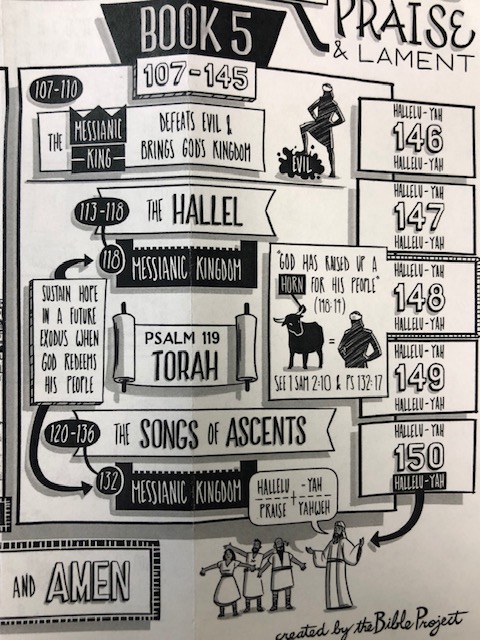 PRAISE
& LAMENT
BOOK 5
107-145
107-110
THE MESSIANIC KING
DEFEATS EVIL &
BRINGS GOD'S KINGDOM
EVIL
113-118
THE HALLEL
118
MESSIANIC KINGDOM
SUSTAIN HOPE
IN A FUTURE
EXODUS WHEN
GOD REDEEMS
HIS PEOPLE
PSALM 119
TORAH
"GOD HAS RAISED UP A
HORN FOR HIS PEOPLE"
(148:14)
=
SEE 1 SAM 2:10 & PS 132:17
120-136
THE SONGS OF ASCENTS
132
MESSIANIC KINGDOM
HALLELU-YAH
146
HALLELU-YAH
HALLELU-YAH
147
HALLELU-YAH
HALLELU-YAH
148
HALLELU-YAH
HALLELU-YAH
149
HALLELU-YAH
HALLELU-YAH
150
HALLELU-YAH
HALLELU + -YAH
PRAISE YAHWEH
AND AMEN
created by the Bible Project